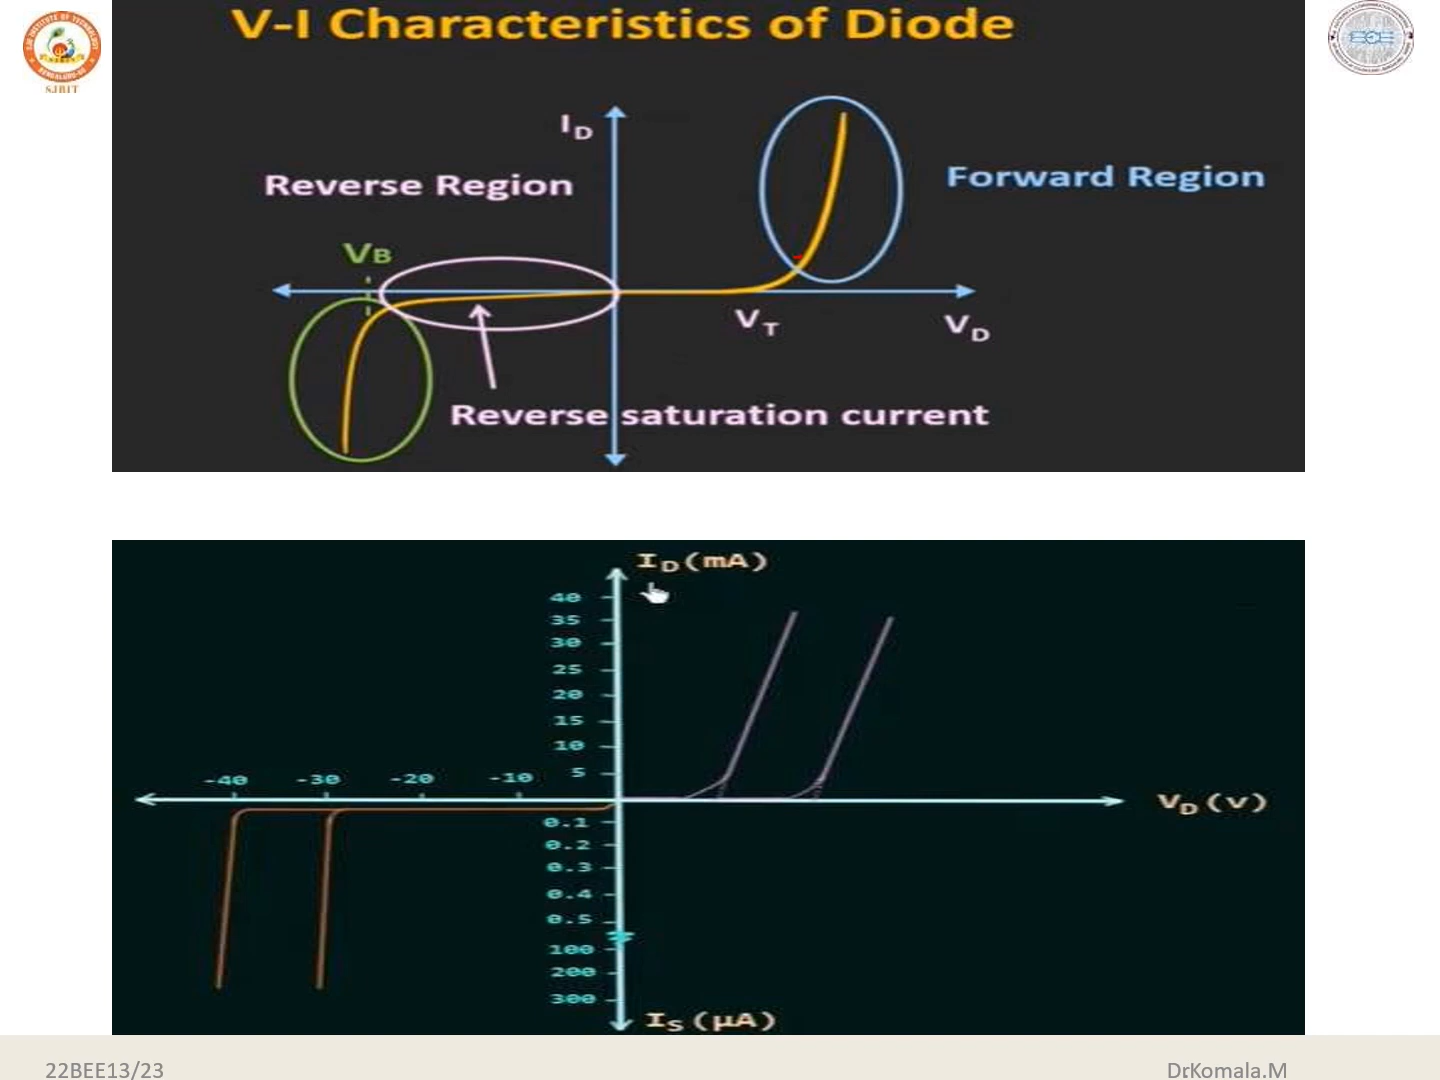 V-I Characteristics of Diode
SJBIT
I_D
Reverse Region
Forward Region
V_B
V_T
V_D
Reverse saturation current
I_D (mA)
40
35
30
25
20
15
10
5
-40 -30 -20 -10
V_D (v)
0.1
0.2
0.3
0.4
0.5
100
200
300
I_S (μA)
22BEE13/23
DrKomala.M